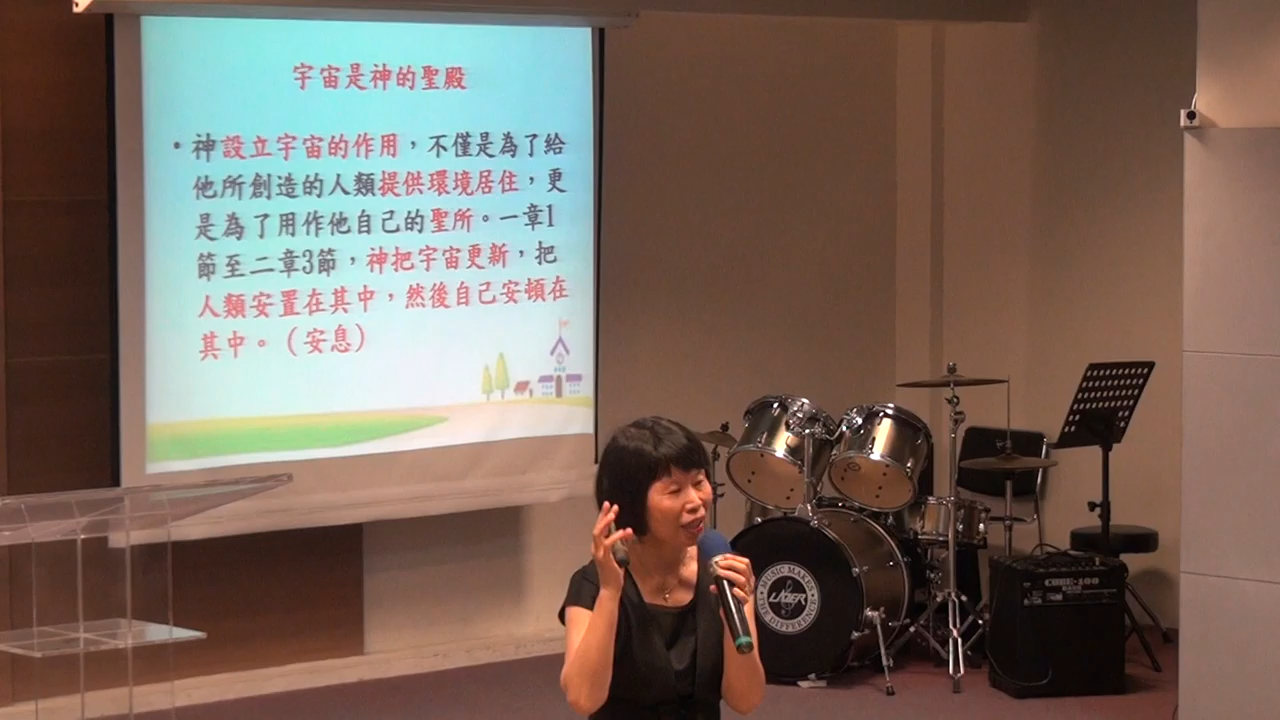 宇宙是神的聖殿
•神設立宇宙的作用，不僅是為了給
他所創造的人類提供環境居住，更
是為了用作他自己的聖所。一章1
節至二章3節，神把宇宙更新，把
人類安置在其中，然後自己安頓在
其中。（安息）
MUSIC MAKES
LAZER
THE DIFFERENCE
CUBE-100
BASS